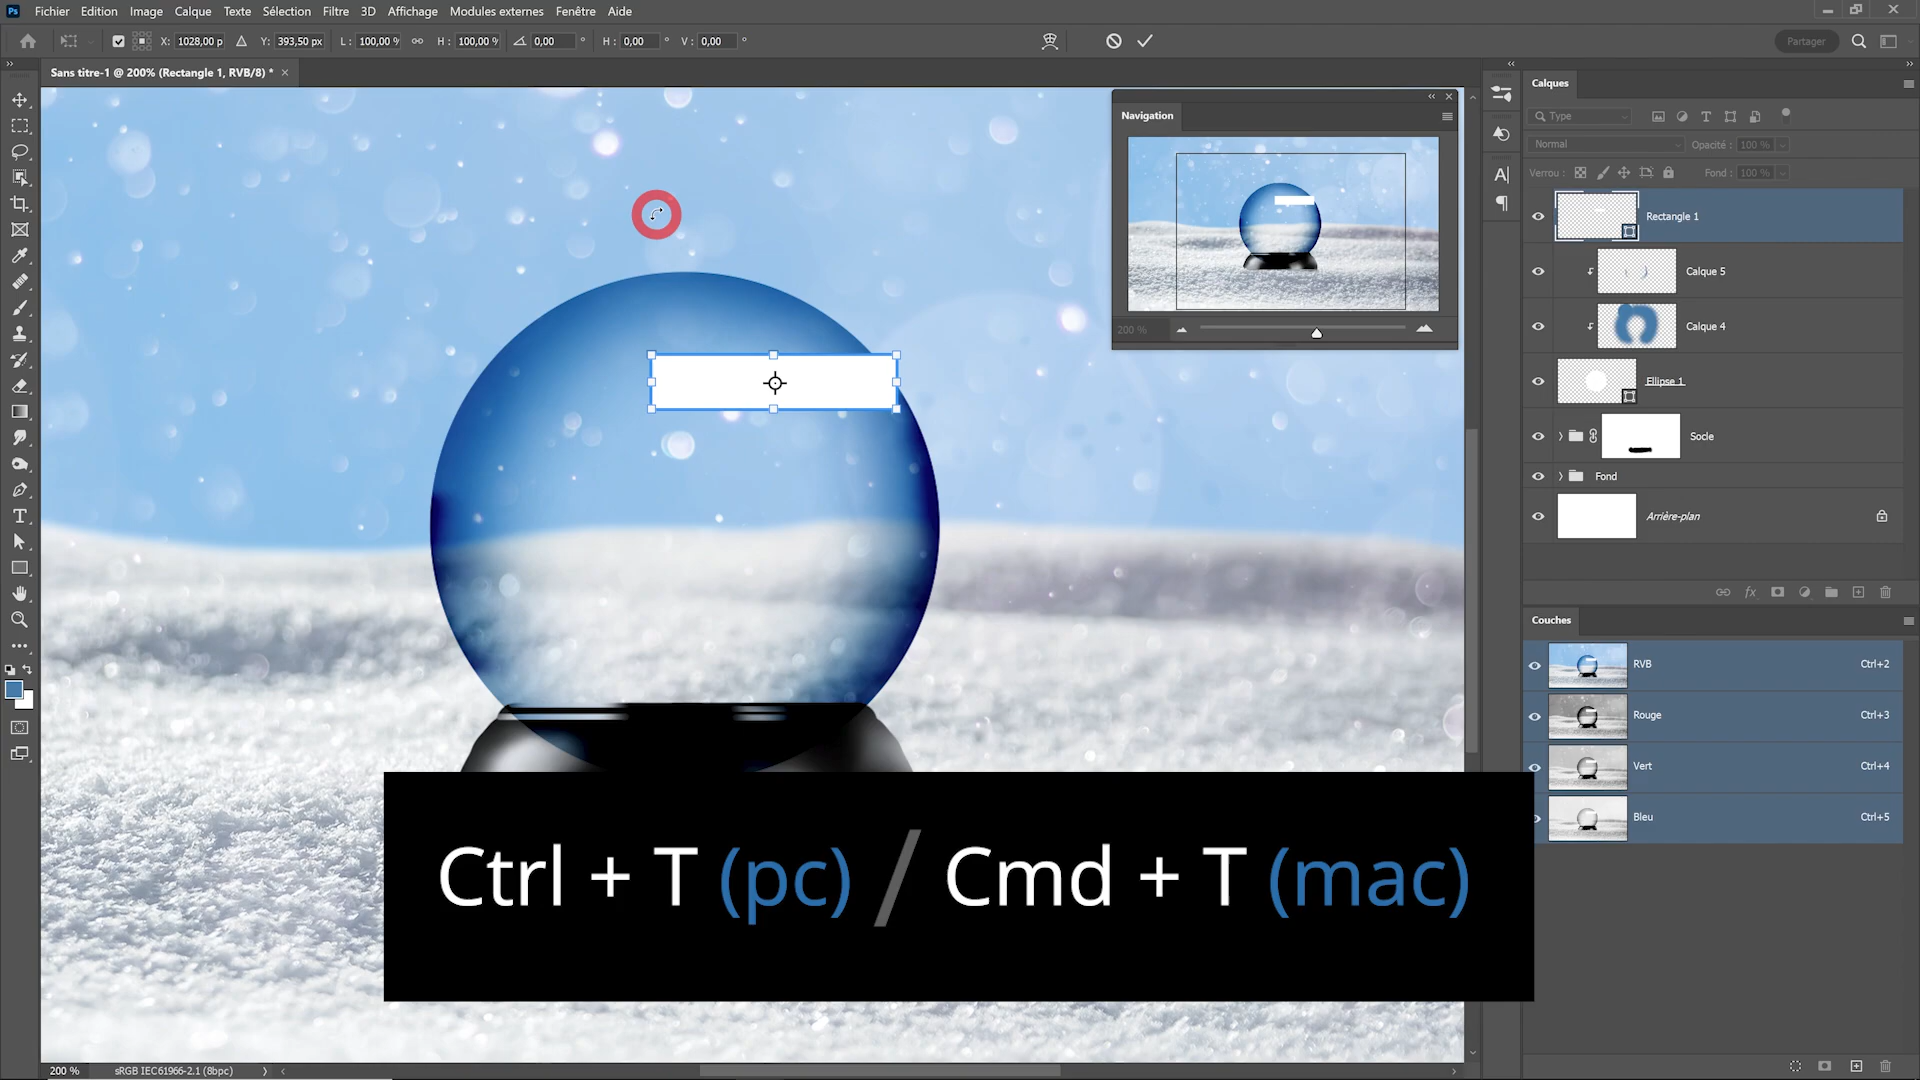 Ps Fichier Edition Image Calque Texte Sélection Filtre 3D Affichage Modules externes Fenêtre Aide
X: 1028,00 p Y: 393,50 px L: 100,00 % H: 100,00 % 0,00 ° H: 0,00 ° V: 0,00 ° Partager
Sans titre-1 @ 200% (Rectangle 1, RVB/8) * ×
Navigation
200 %
Calques
Type
Normal Opacité : 100 %
Verrou : Fond : 100 %
Rectangle 1
Calque 5
Calque 4
Ellipse 1
Socle
Fond
Arrière-plan
fx
Couches
RVB Ctrl+2
Rouge Ctrl+3
Vert Ctrl+4
Bleu Ctrl+5
Ctrl + T (pc) / Cmd + T (mac)
200 % sRGB IEC61966-2.1 (8bpc)